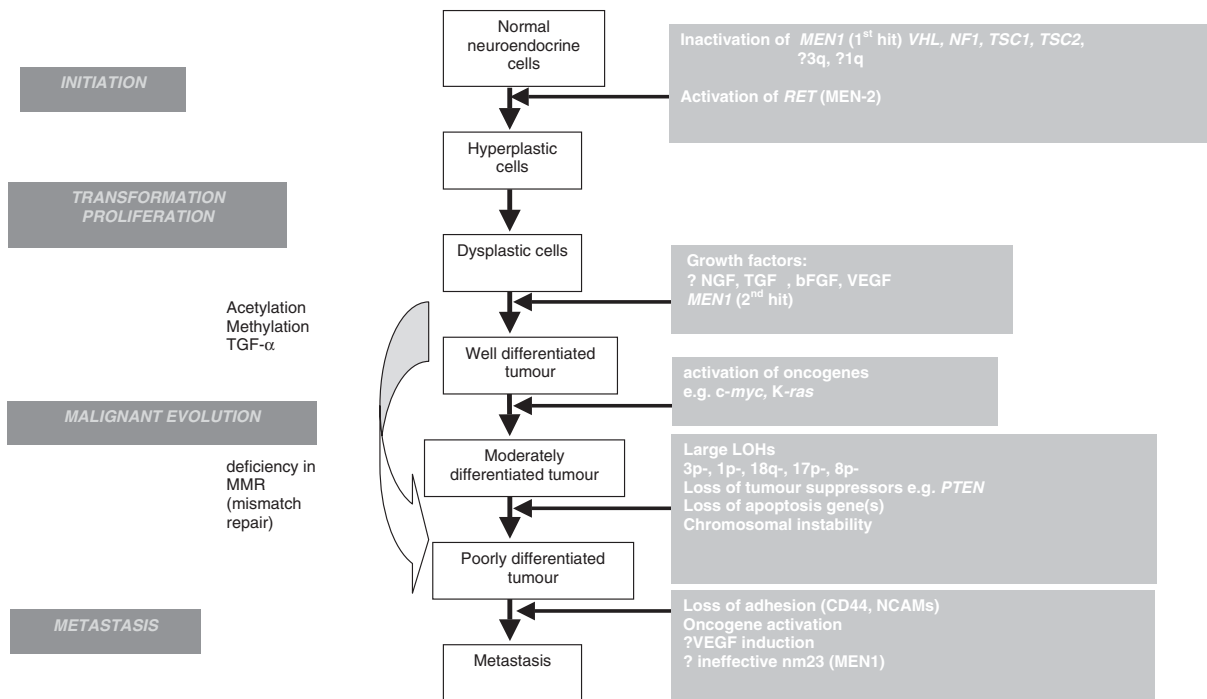 Normal
neuroendocrine
cells
Inactivation of MEN1 (1st hit) VHL, NF1, TSC1, TSC2,
?3q, ?1q
INITIATION
Activation of RET (MEN-2)
Hyperplastic
cells
TRANSFORMATION
PROLIFERATION
Dysplastic cells
Growth factors:
? NGF, TGF , bFGF, VEGF
MEN1 (2nd hit)
Acetylation
Methylation
TGF-α
Well differentiated
tumour
activation of oncogenes
e.g. c-myc, K-ras
MALIGNANT EVOLUTION
Moderately
differentiated tumour
Large LOHs
3p-, 1p-, 18q-, 17p-, 8p-
Loss of tumour suppressors e.g. PTEN
Loss of apoptosis gene(s)
Chromosomal instability
deficiency in
MMR
(mismatch
repair)
Poorly differentiated
tumour
Loss of adhesion (CD44, NCAMs)
Oncogene activation
?VEGF induction
? ineffective nm23 (MEN1)
METASTASIS
Metastasis